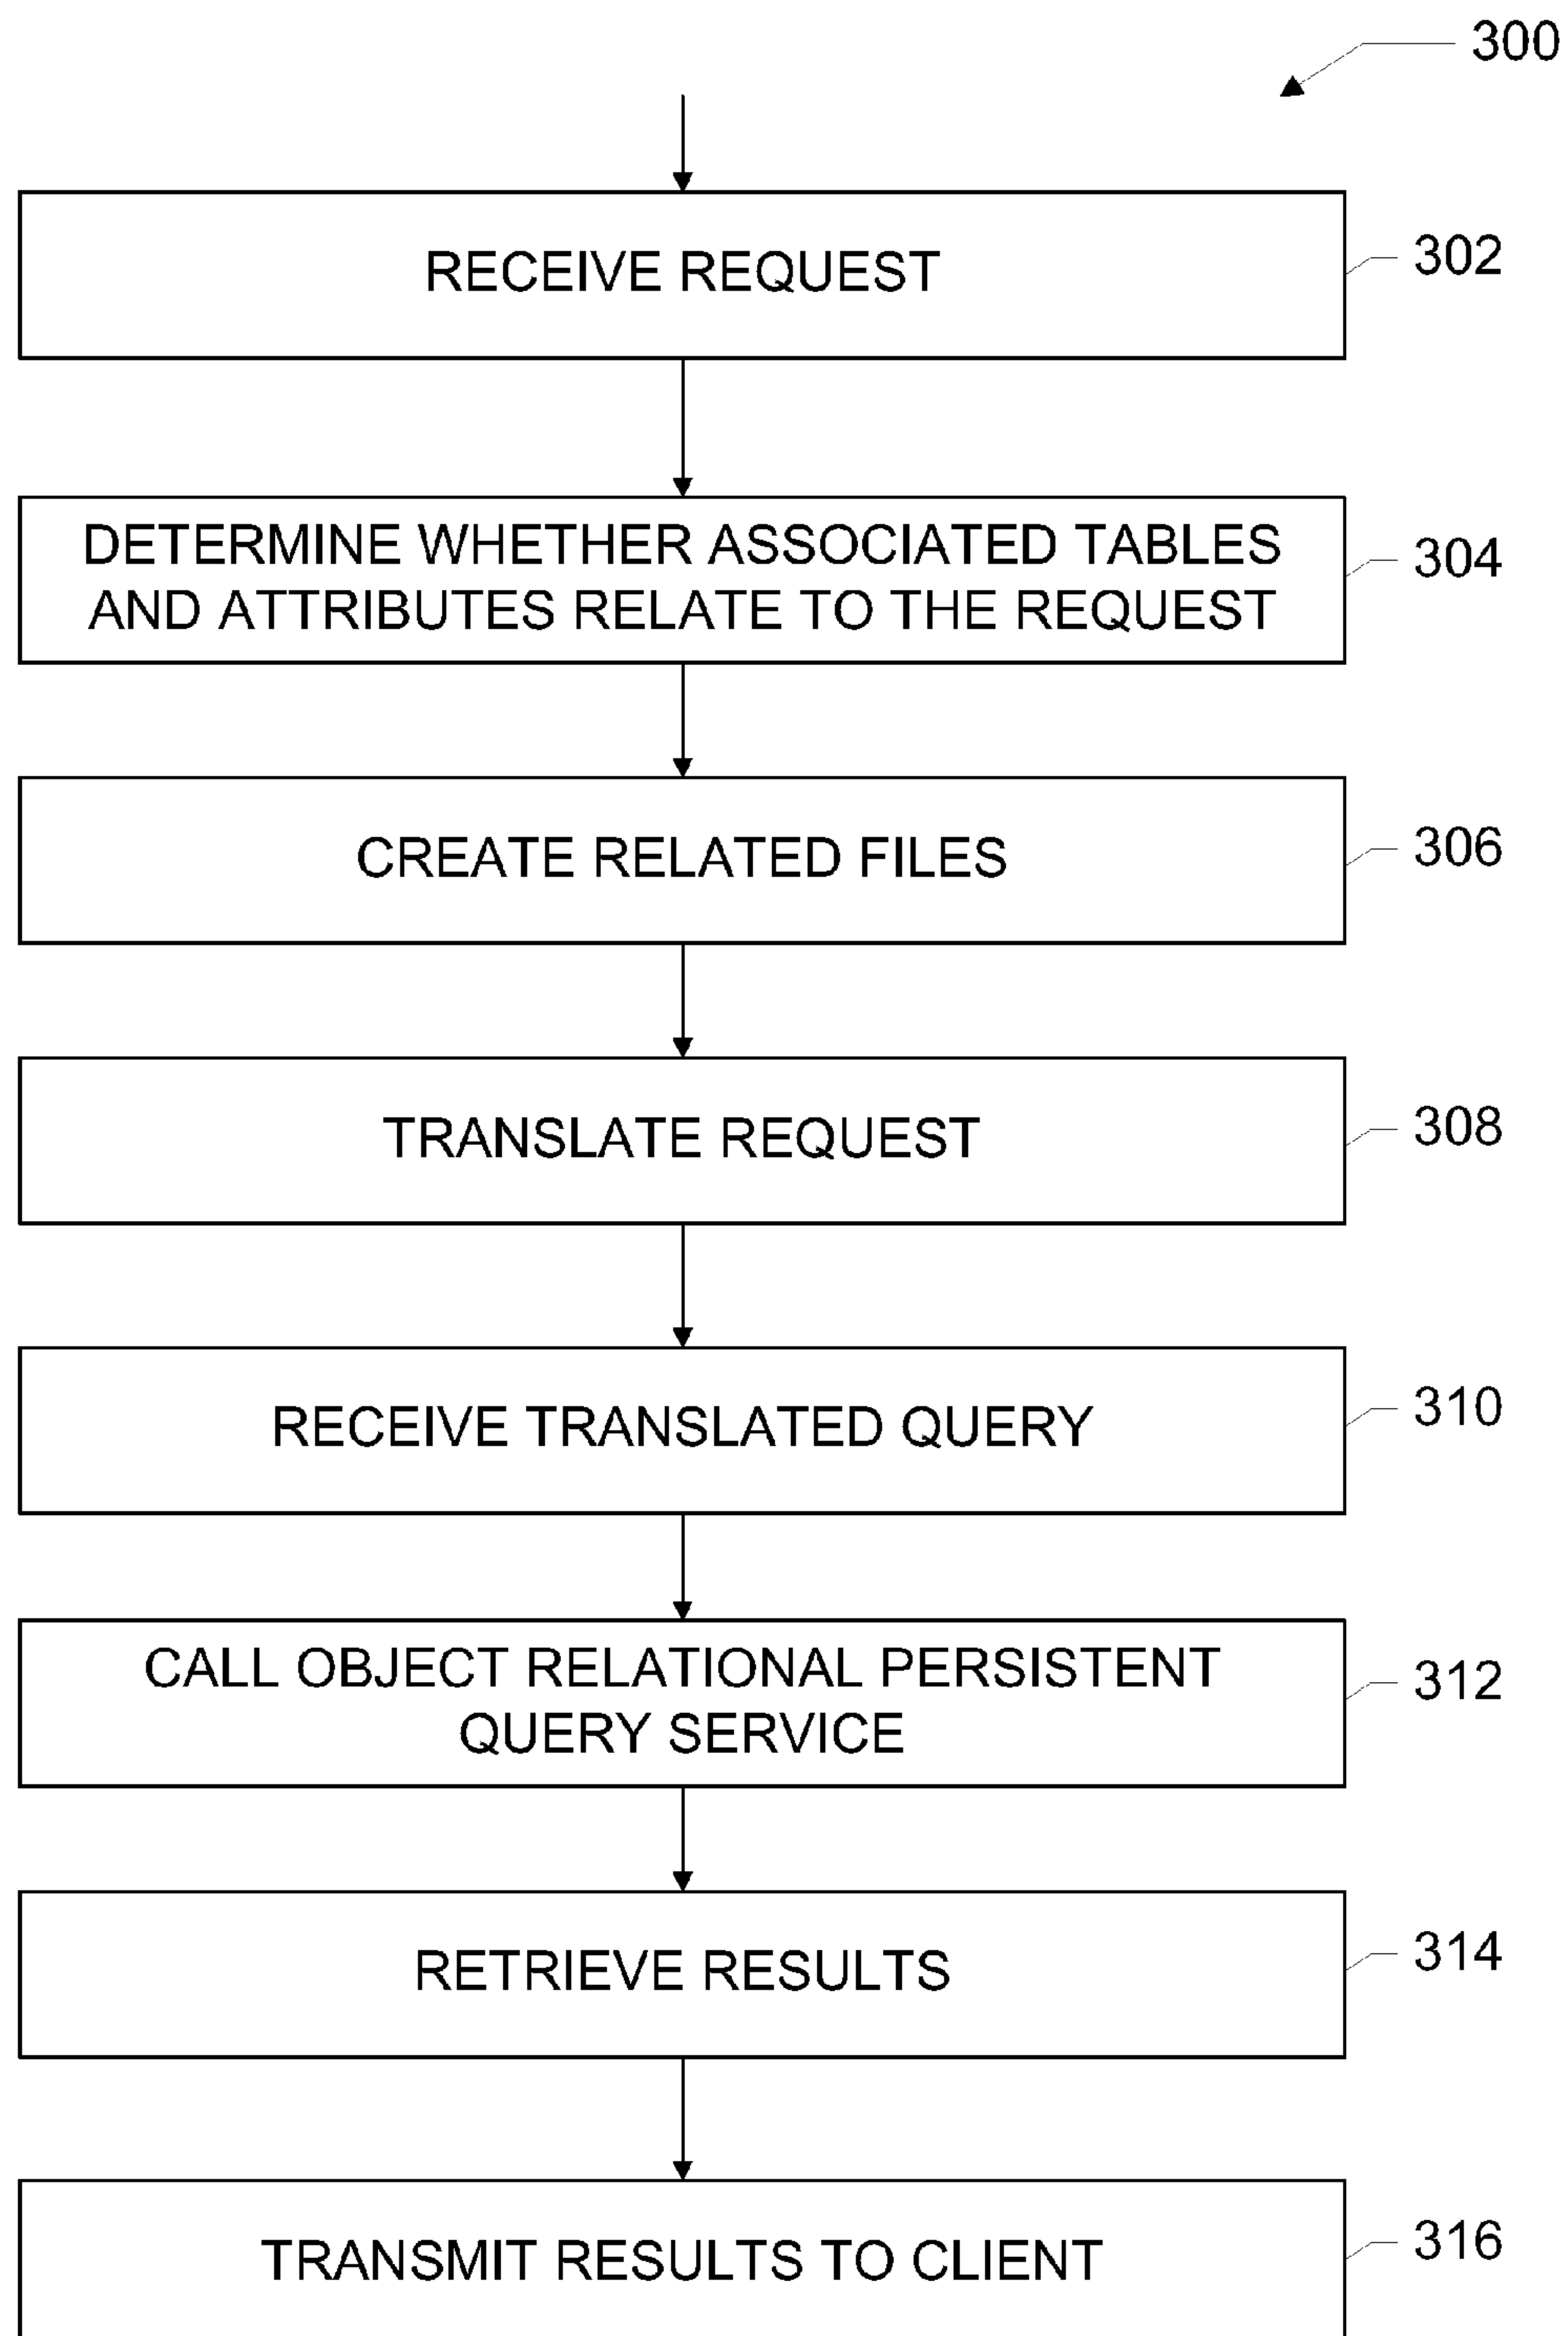 300
RECEIVE REQUEST
302
DETERMINE WHETHER ASSOCIATED TABLES
AND ATTRIBUTES RELATE TO THE REQUEST
304
CREATE RELATED FILES
306
TRANSLATE REQUEST
308
RECEIVE TRANSLATED QUERY
310
CALL OBJECT RELATIONAL PERSISTENT
QUERY SERVICE
312
RETRIEVE RESULTS
314
TRANSMIT RESULTS TO CLIENT
316